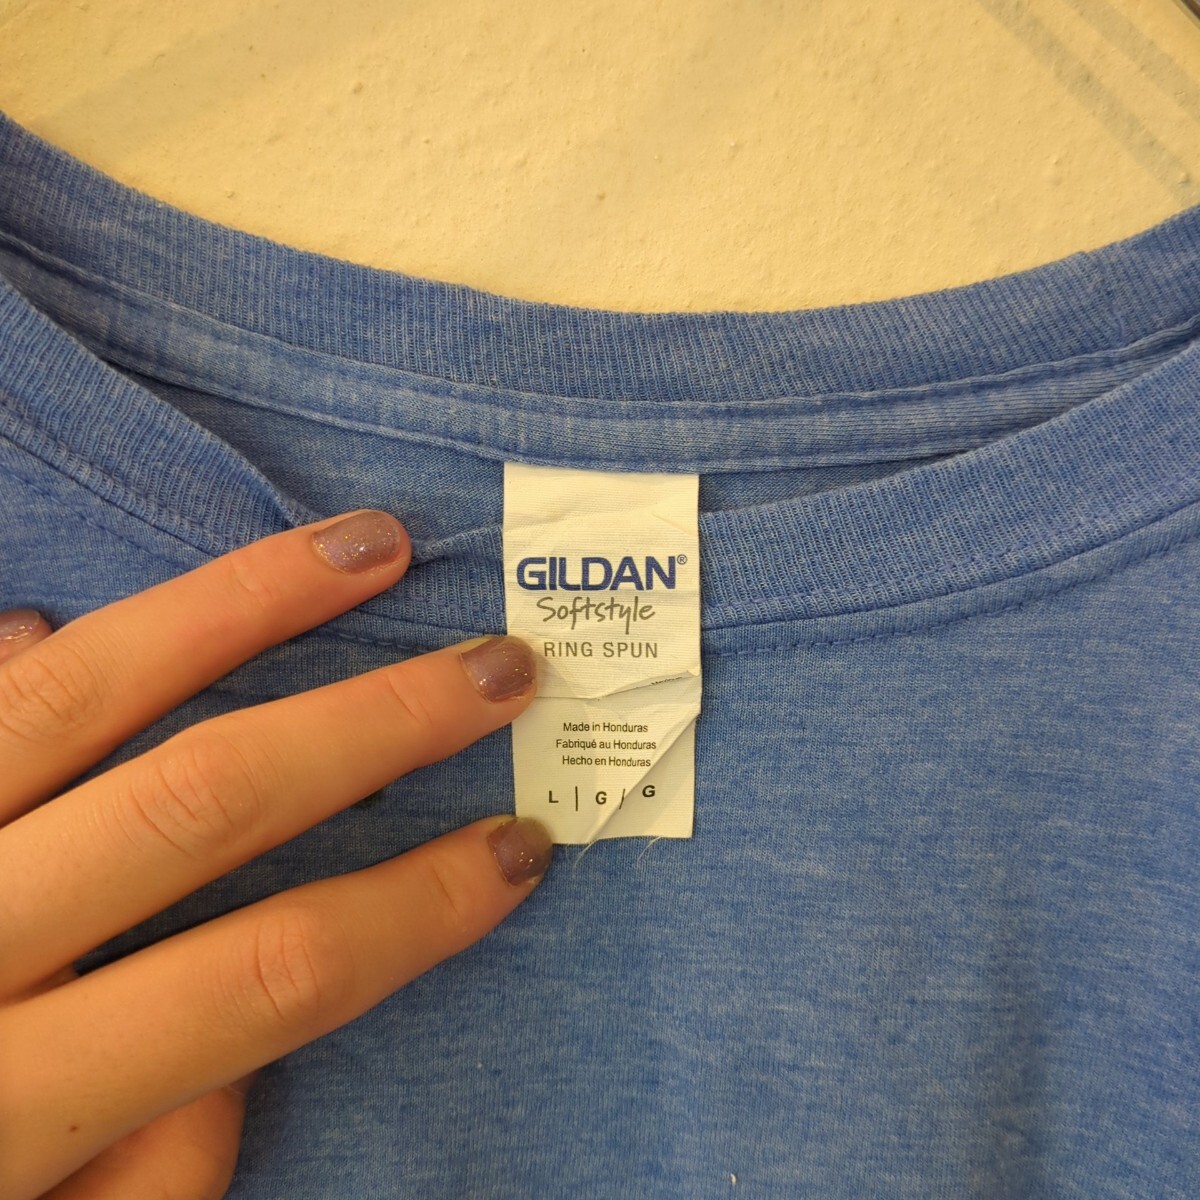 GILDAN®
Softstyle
RING SPUN
Made in Honduras
Fabriqué au Honduras
Hecho en Honduras
L | G / G